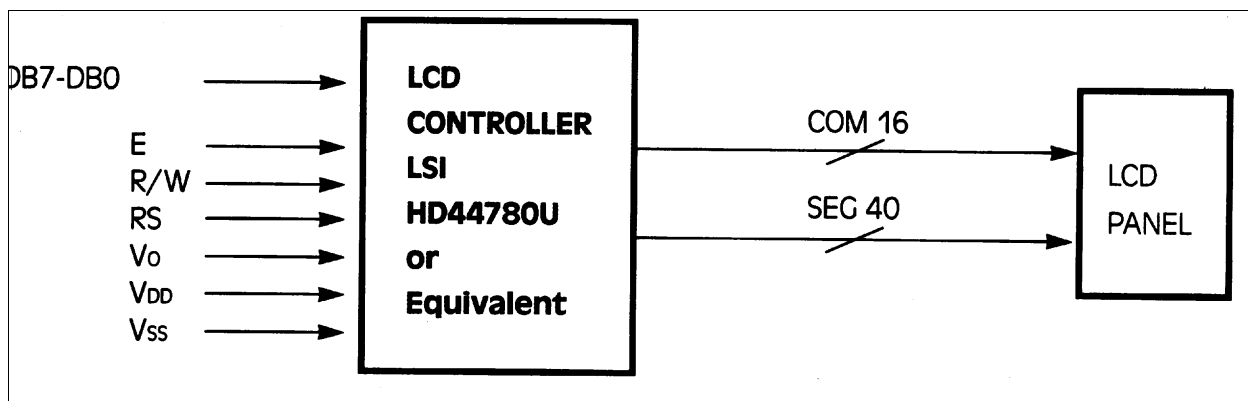 DB7-DB0
E
R/W
RS
Vo
VDD
Vss
LCD
CONTROLLER
LSI
HD44780U
or
Equivalent
COM 16
SEG 40
LCD
PANEL